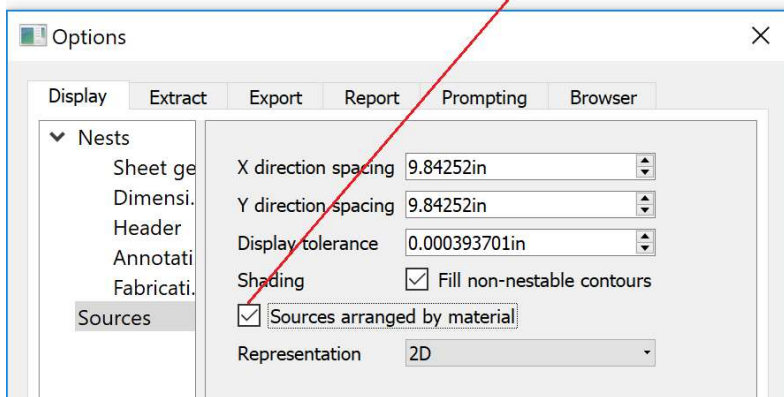 Options
Display Extract Export Report Prompting Browser
Nests
Sheet ge
Dimensi.
Header
Annotati
Fabricati.
Sources
X direction spacing 9.84252in
Y direction spacing 9.84252in
Display tolerance 0.000393701in
Shading Fill non-nestable contours
Sources arranged by material
Representation 2D